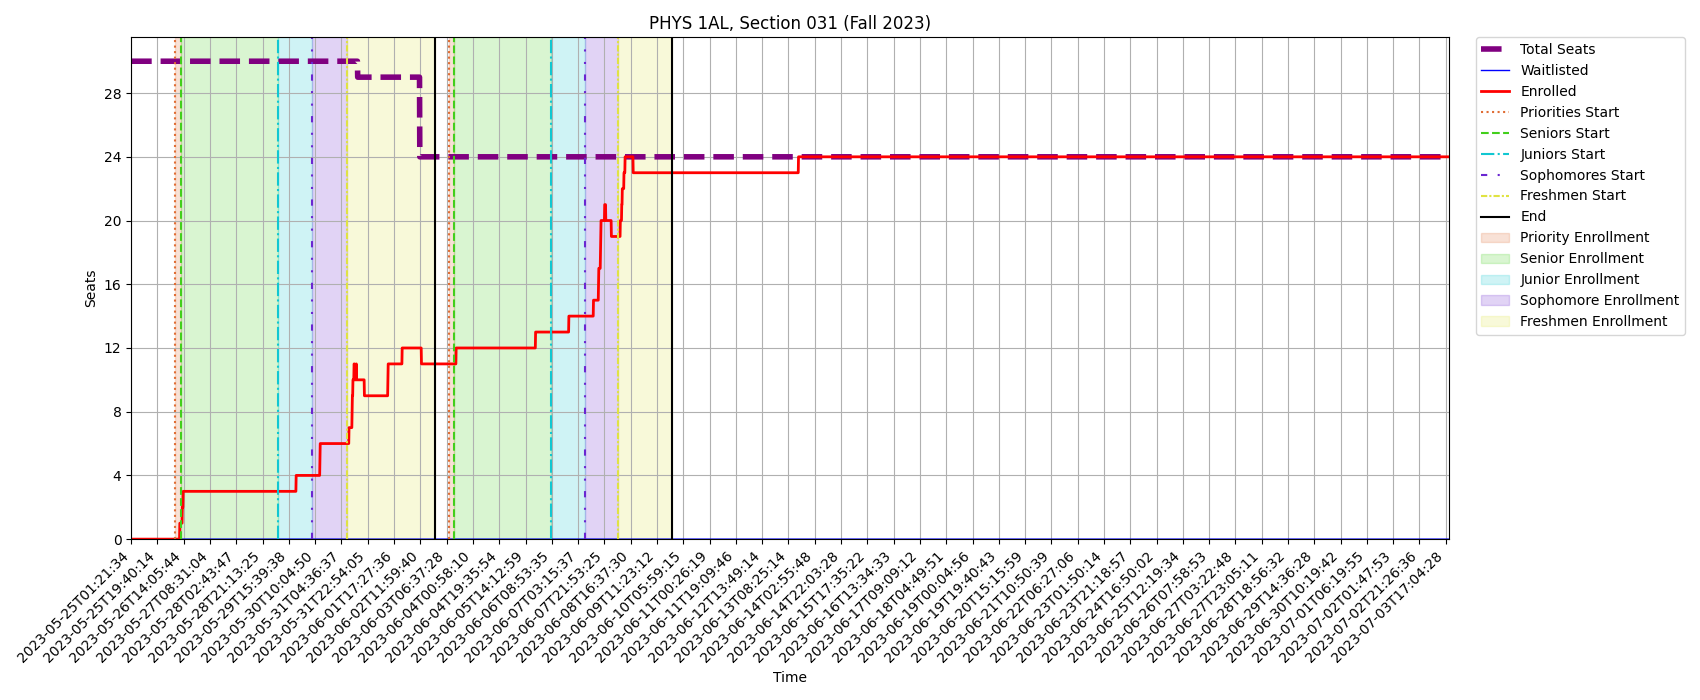 PHYS 1AL, Section 031 (Fall 2023)
Seats
28
24
20
16
12
8
4
0
2023-05-25T01:21:34
2023-05-25T19:40:14
2023-05-26T14:05:44
2023-05-27T08:31:04
2023-05-28T02:43:47
2023-05-28T21:13:25
2023-05-29T15:39:38
2023-05-30T10:04:50
2023-05-31T04:36:37
2023-05-31T22:54:05
2023-06-01T17:27:36
2023-06-02T11:59:40
2023-06-03T06:37:28
2023-06-04T00:58:10
2023-06-04T19:35:54
2023-06-05T14:12:59
2023-06-06T08:53:35
2023-06-07T03:15:37
2023-06-07T21:53:25
2023-06-08T16:37:30
2023-06-09T11:23:12
2023-06-10T05:59:15
2023-06-11T00:26:19
2023-06-11T19:09:46
2023-06-12T13:49:14
2023-06-13T08:25:14
2023-06-14T02:55:48
2023-06-14T22:03:28
2023-06-15T17:35:22
2023-06-16T13:34:33
2023-06-17T09:09:12
2023-06-18T04:49:51
2023-06-19T00:04:56
2023-06-19T19:40:43
2023-06-20T15:15:59
2023-06-21T10:50:39
2023-06-22T06:27:06
2023-06-23T01:50:14
2023-06-23T21:18:57
2023-06-24T16:50:02
2023-06-25T12:19:34
2023-06-26T07:58:53
2023-06-27T03:22:48
2023-06-27T23:05:11
2023-06-28T18:56:32
2023-06-29T14:36:28
2023-06-30T10:19:42
2023-07-01T06:19:55
2023-07-02T01:47:53
2023-07-02T21:26:36
2023-07-03T17:04:28
Time
Total Seats
Waitlisted
Enrolled
Priorities Start
Seniors Start
Juniors Start
Sophomores Start
Freshmen Start
End
Priority Enrollment
Senior Enrollment
Junior Enrollment
Sophomore Enrollment
Freshmen Enrollment